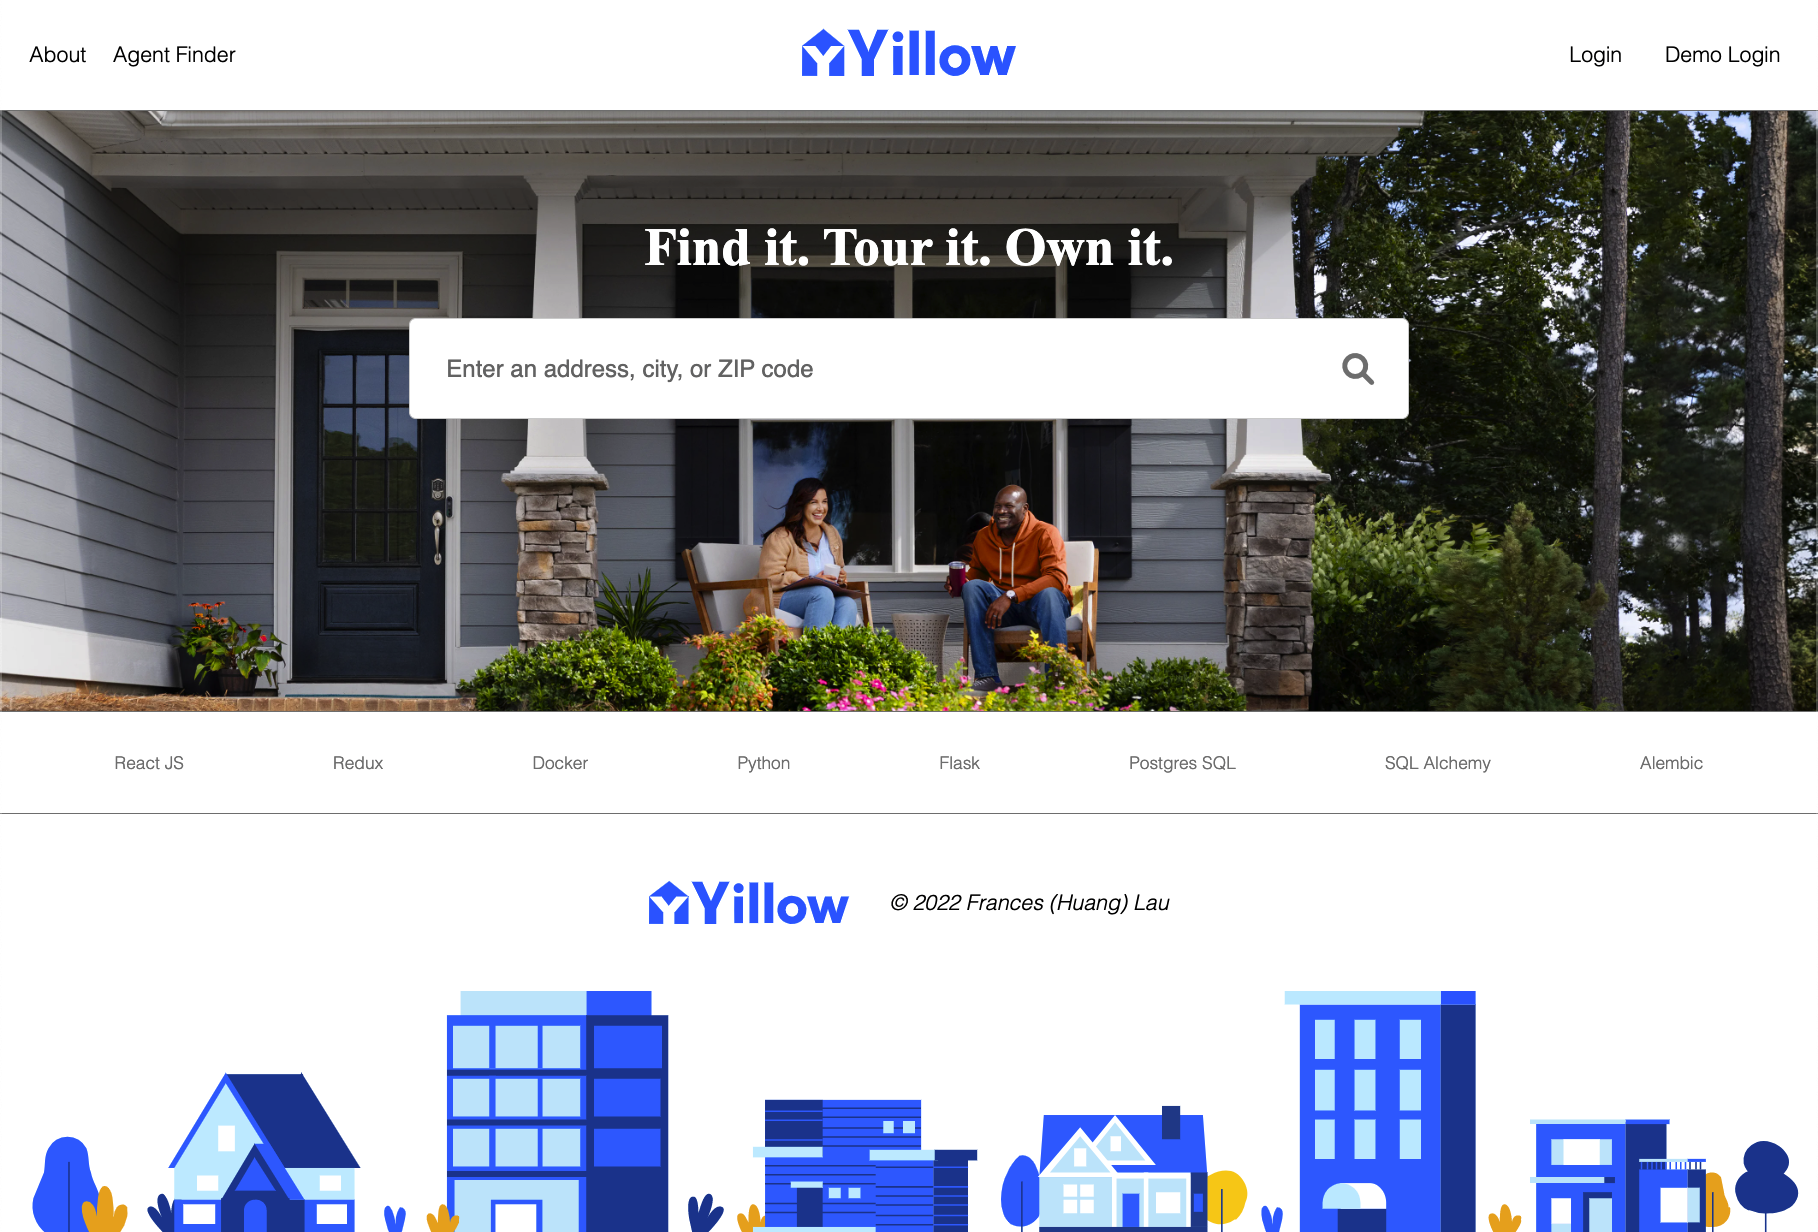 About Agent Finder Yillow Login Demo Login
Find it. Tour it. Own it.
Enter an address, city, or ZIP code
React JS Redux Docker Python Flask Postgres SQL SQL Alchemy Alembic
Yillow © 2022 Frances (Huang) Lau